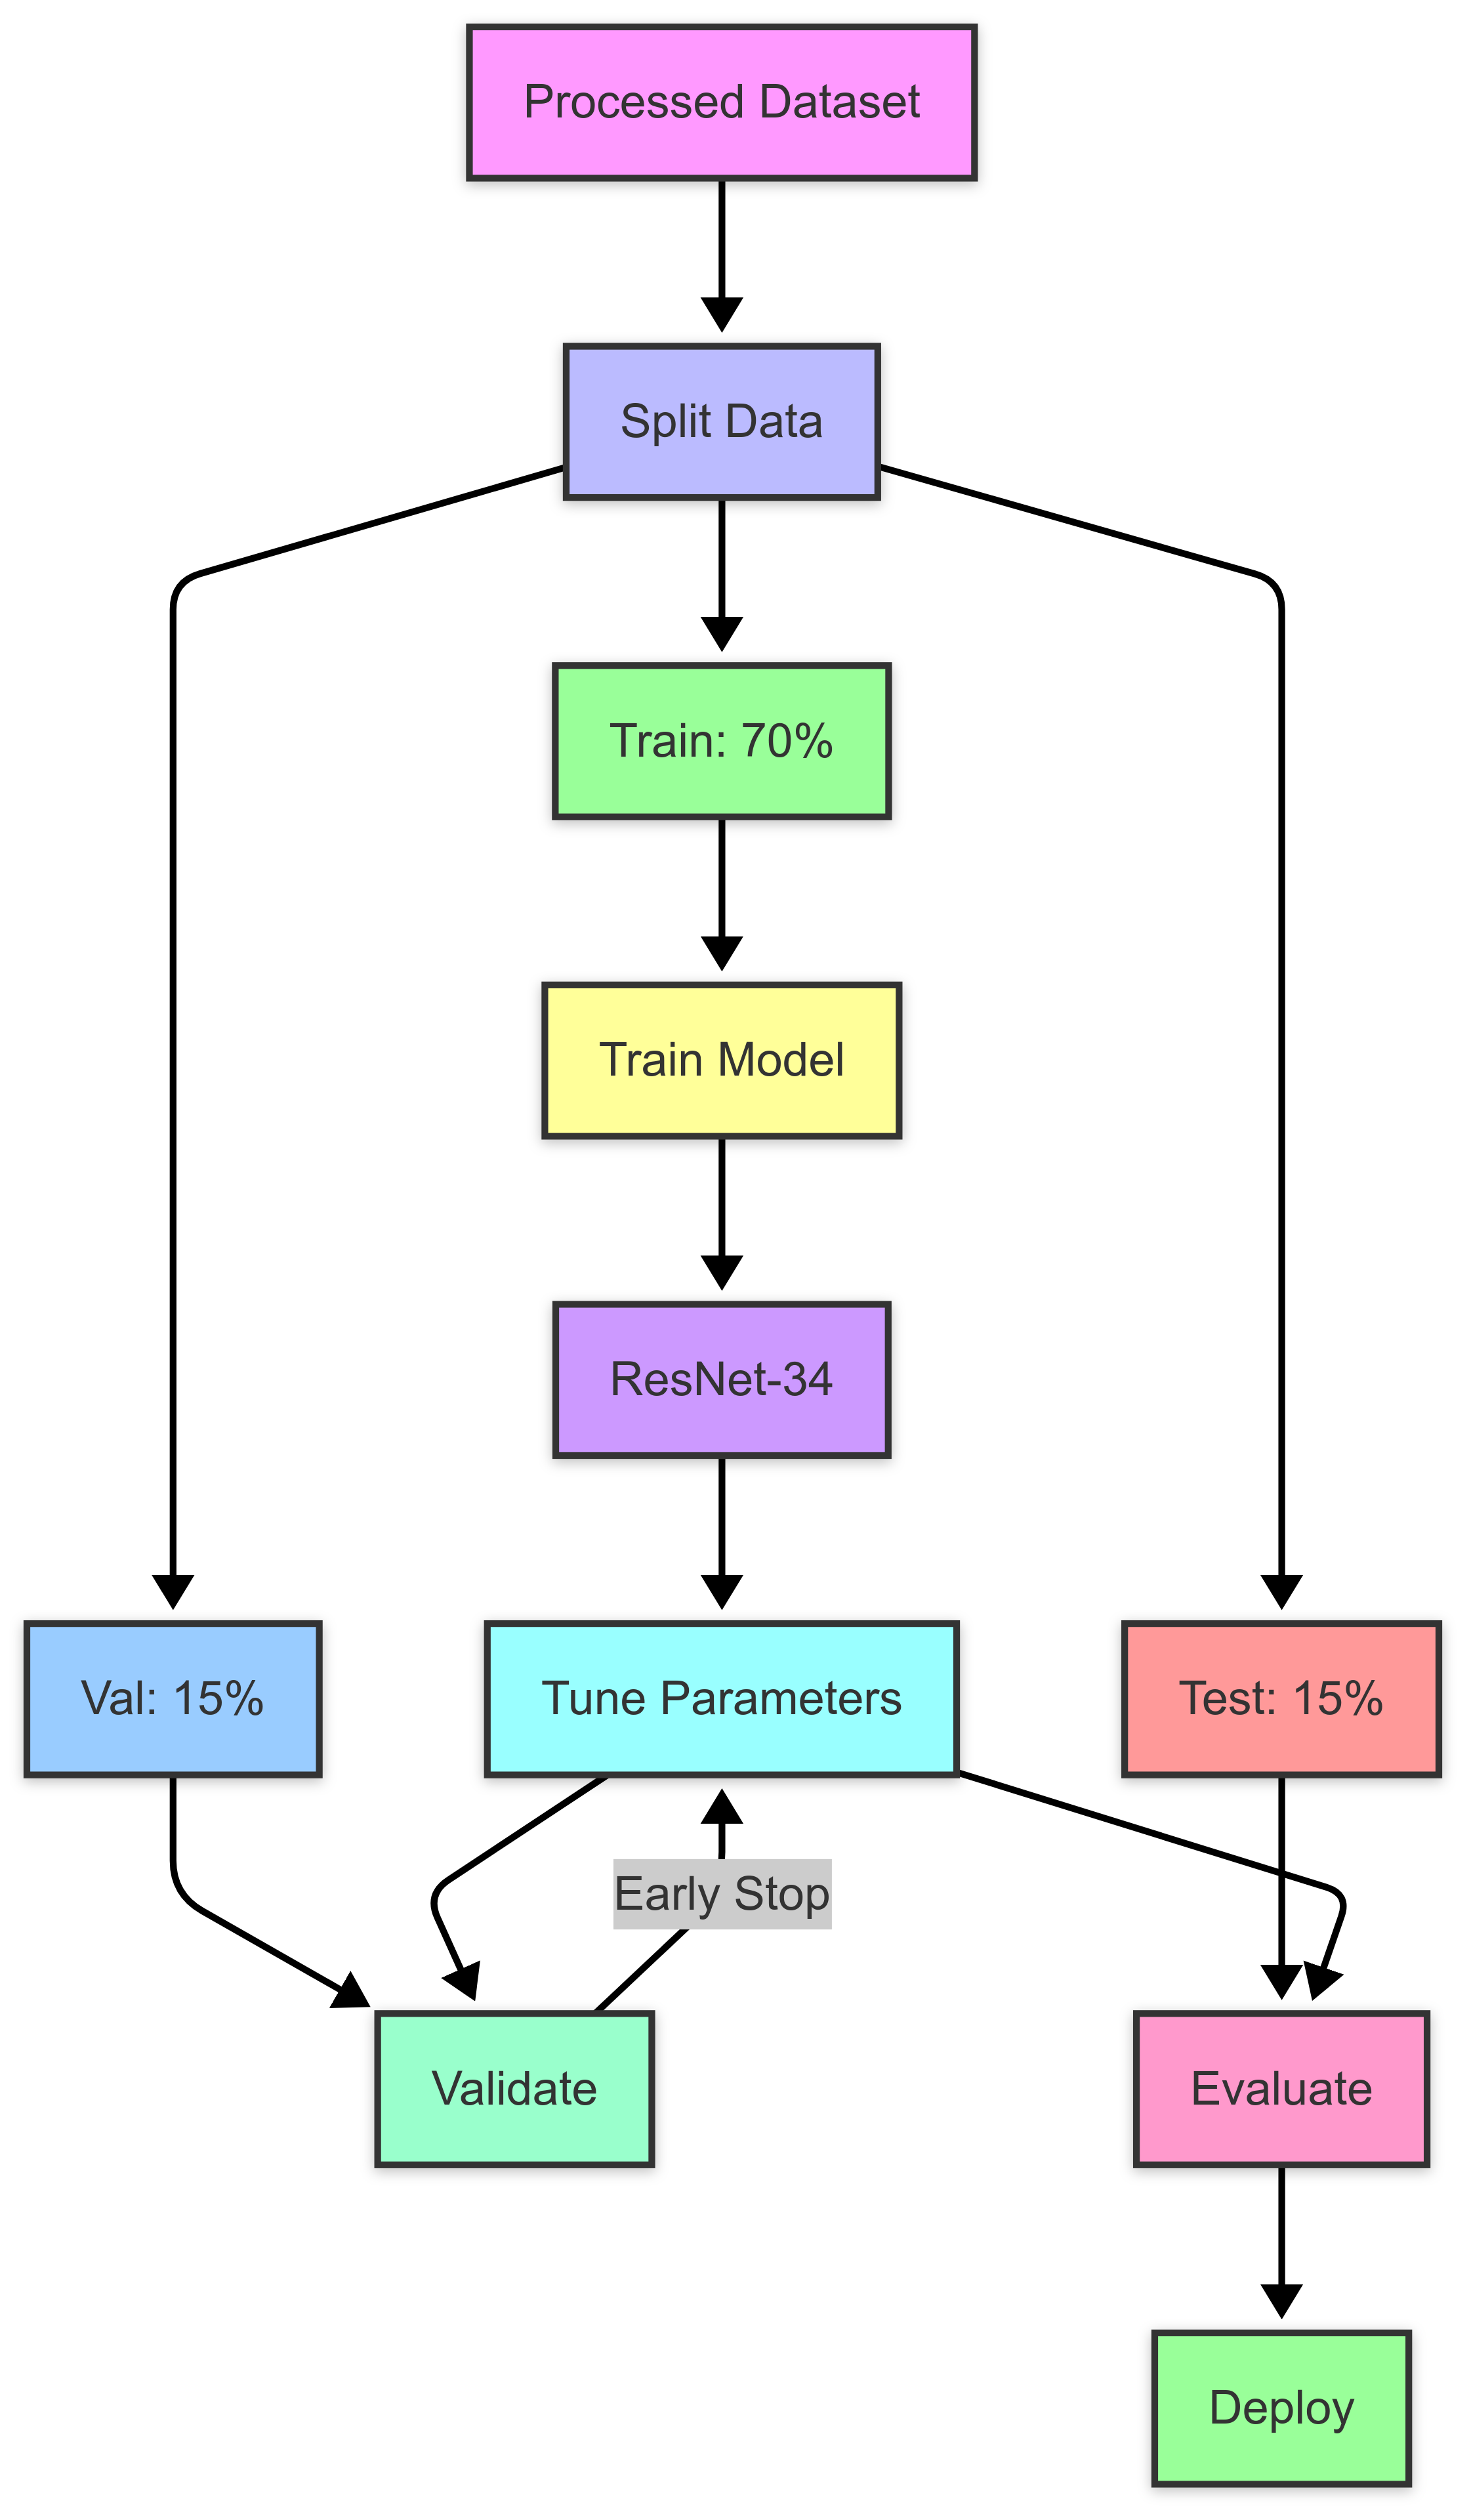 Processed Dataset
Split Data
Train: 70%
Train Model
ResNet-34
Val: 15%
Tune Parameters
Test: 15%
Early Stop
Validate
Evaluate
Deploy